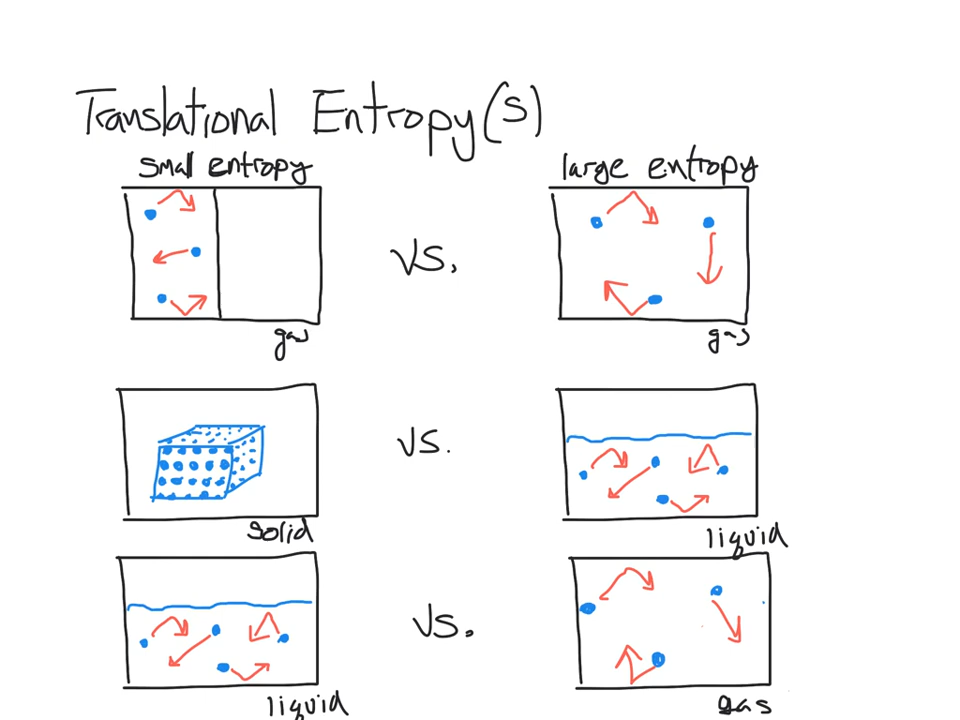 Translational Entropy(s)
small entropy
large entropy
vs.
gas
gas
vs.
solid
liquid
vs.
liquid
gas